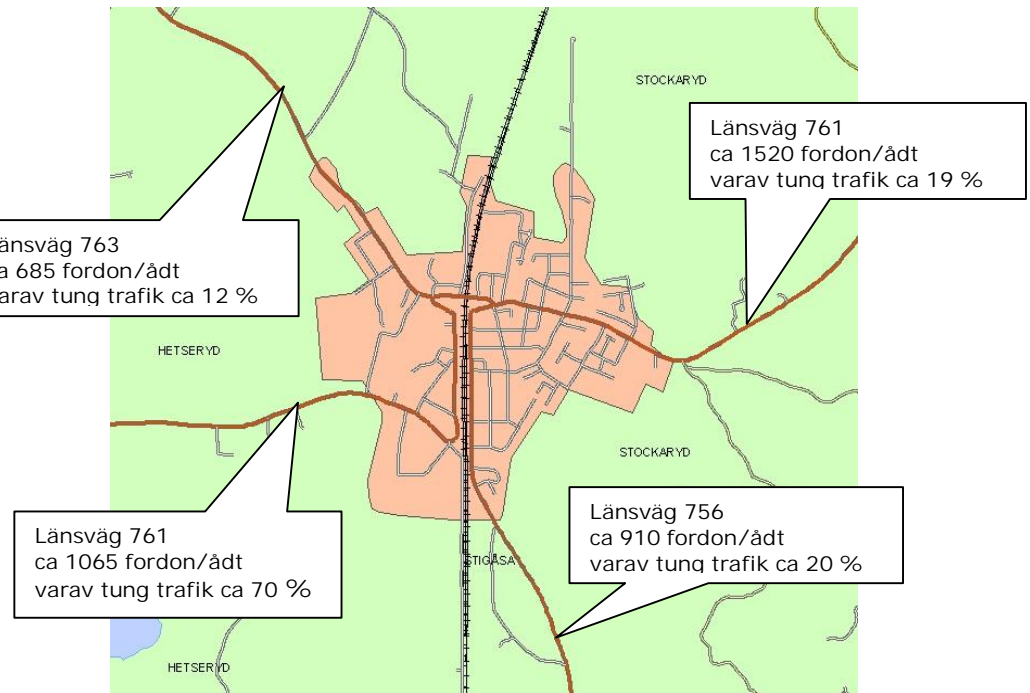 STOCKARYD
Länsväg 761
ca 1520 fordon/ådt
varav tung trafik ca 19 %
änsväg 763
a 685 fordon/ådt
arav tung trafik ca 12 %
HETSERYD
STOCKARYD
Länsväg 761
ca 1065 fordon/ådt
varav tung trafik ca 70 %
Länsväg 756
ca 910 fordon/ådt
varav tung trafik ca 20 %
STIGÅSA
HETSERYD